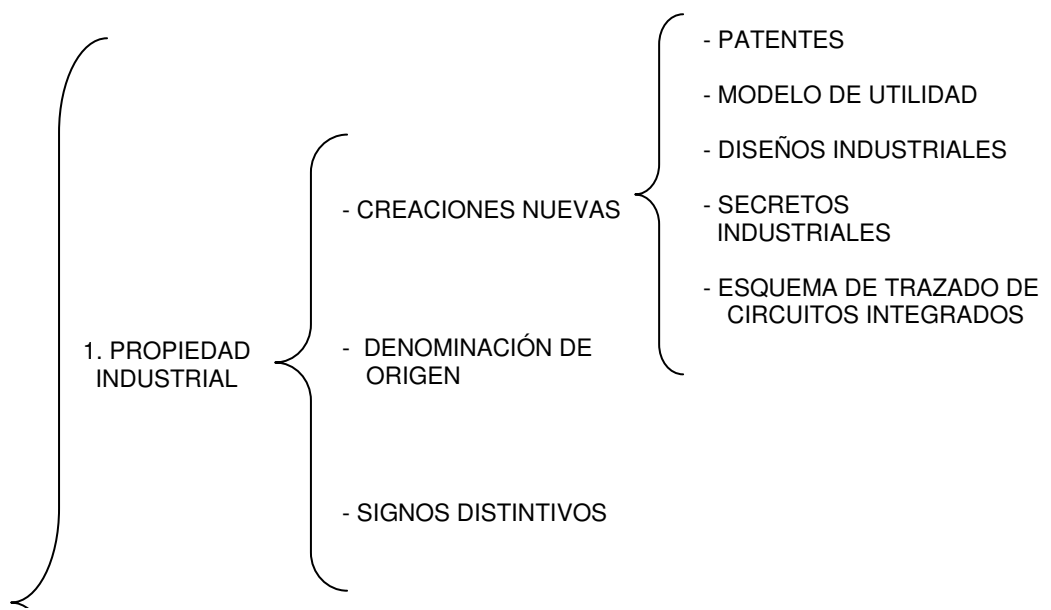 1. PROPIEDAD
INDUSTRIAL
- CREACIONES NUEVAS
- PATENTES
- MODELO DE UTILIDAD
- DISEÑOS INDUSTRIALES
- SECRETOS
INDUSTRIALES
- ESQUEMA DE TRAZADO DE
CIRCUITOS INTEGRADOS
- DENOMINACIÓN DE
ORIGEN
- SIGNOS DISTINTIVOS